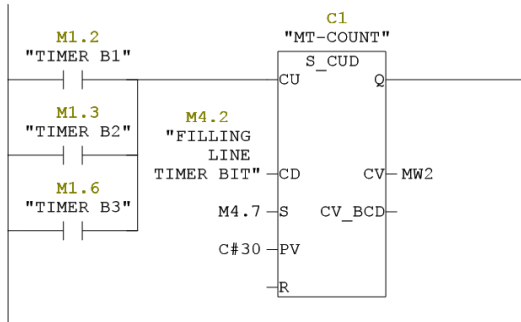 C1
M1.2
"MT-COUNT"
"TIMER B1"
S_CUD
CU
Q
M1.3
"TIMER B2"
M4.2
"FILLING
LINE
TIMER BIT"
CD
CV
MW2
M1.6
"TIMER B3"
M4.7
S
CV_BCD
C#30
PV
R